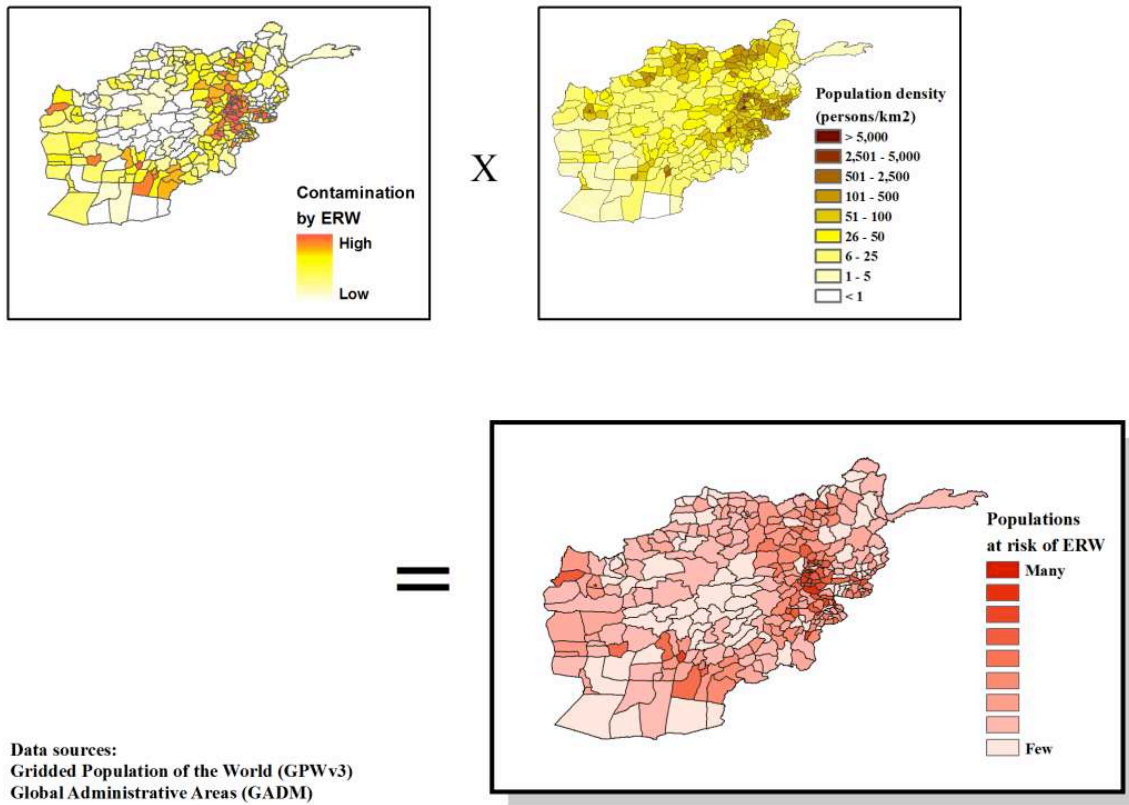 Contamination
by ERW
High
Low
X
Population density
(persons/km2)
> 5,000
2,501 - 5,000
501 - 2,500
101 - 500
51 - 100
26 - 50
6 - 25
1 - 5
< 1
=
Populations
at risk of ERW
Many
Few
Data sources:
Gridded Population of the World (GPWv3)
Global Administrative Areas (GADM)